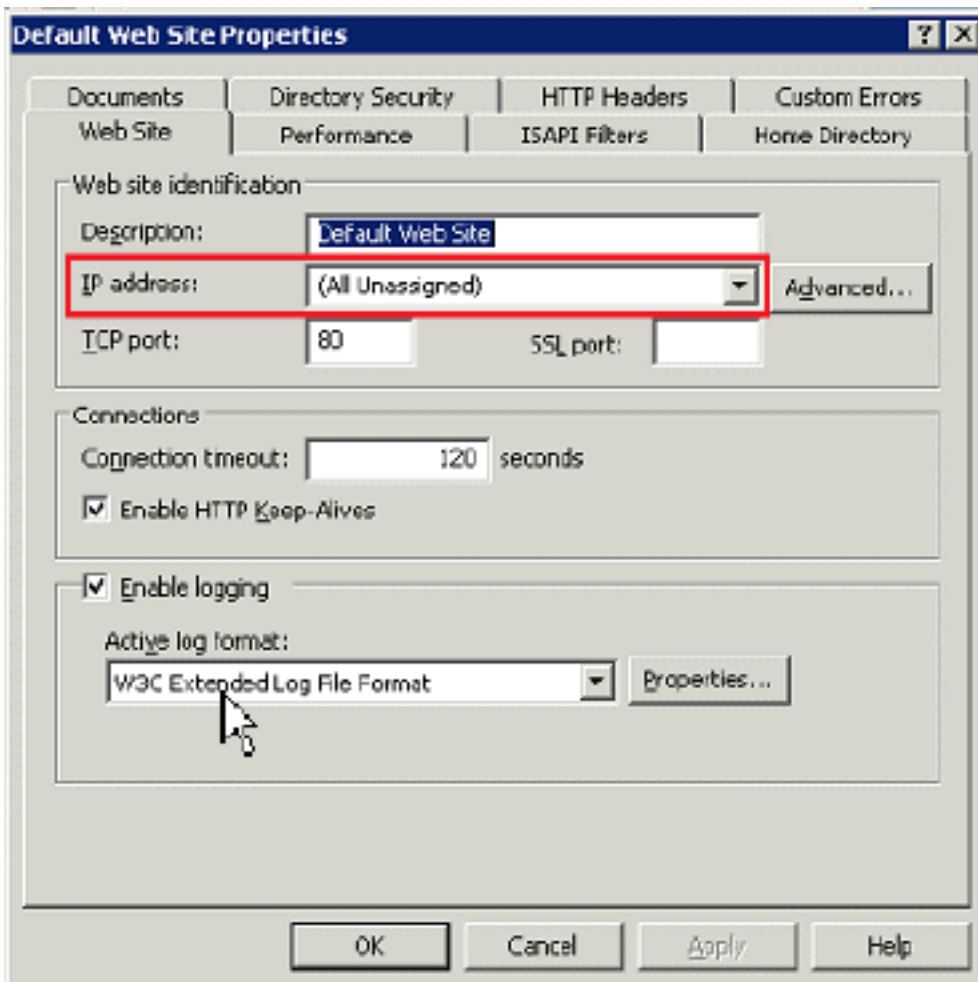 Default Web Site Properties
Documents Directory Security HTTP Headers Custom Errors
Web Site Performance ISAPI Filters Home Directory
Web site identification
Description: Default Web Site
IP address: (All Unassigned) Advanced...
TCP port: 80 SSL port:
Connections
Connection timeout: 120 seconds
Enable HTTP Keep-Alives
Enable logging
Active log format:
W3C Extended Log File Format Properties...
OK Cancel Apply Help